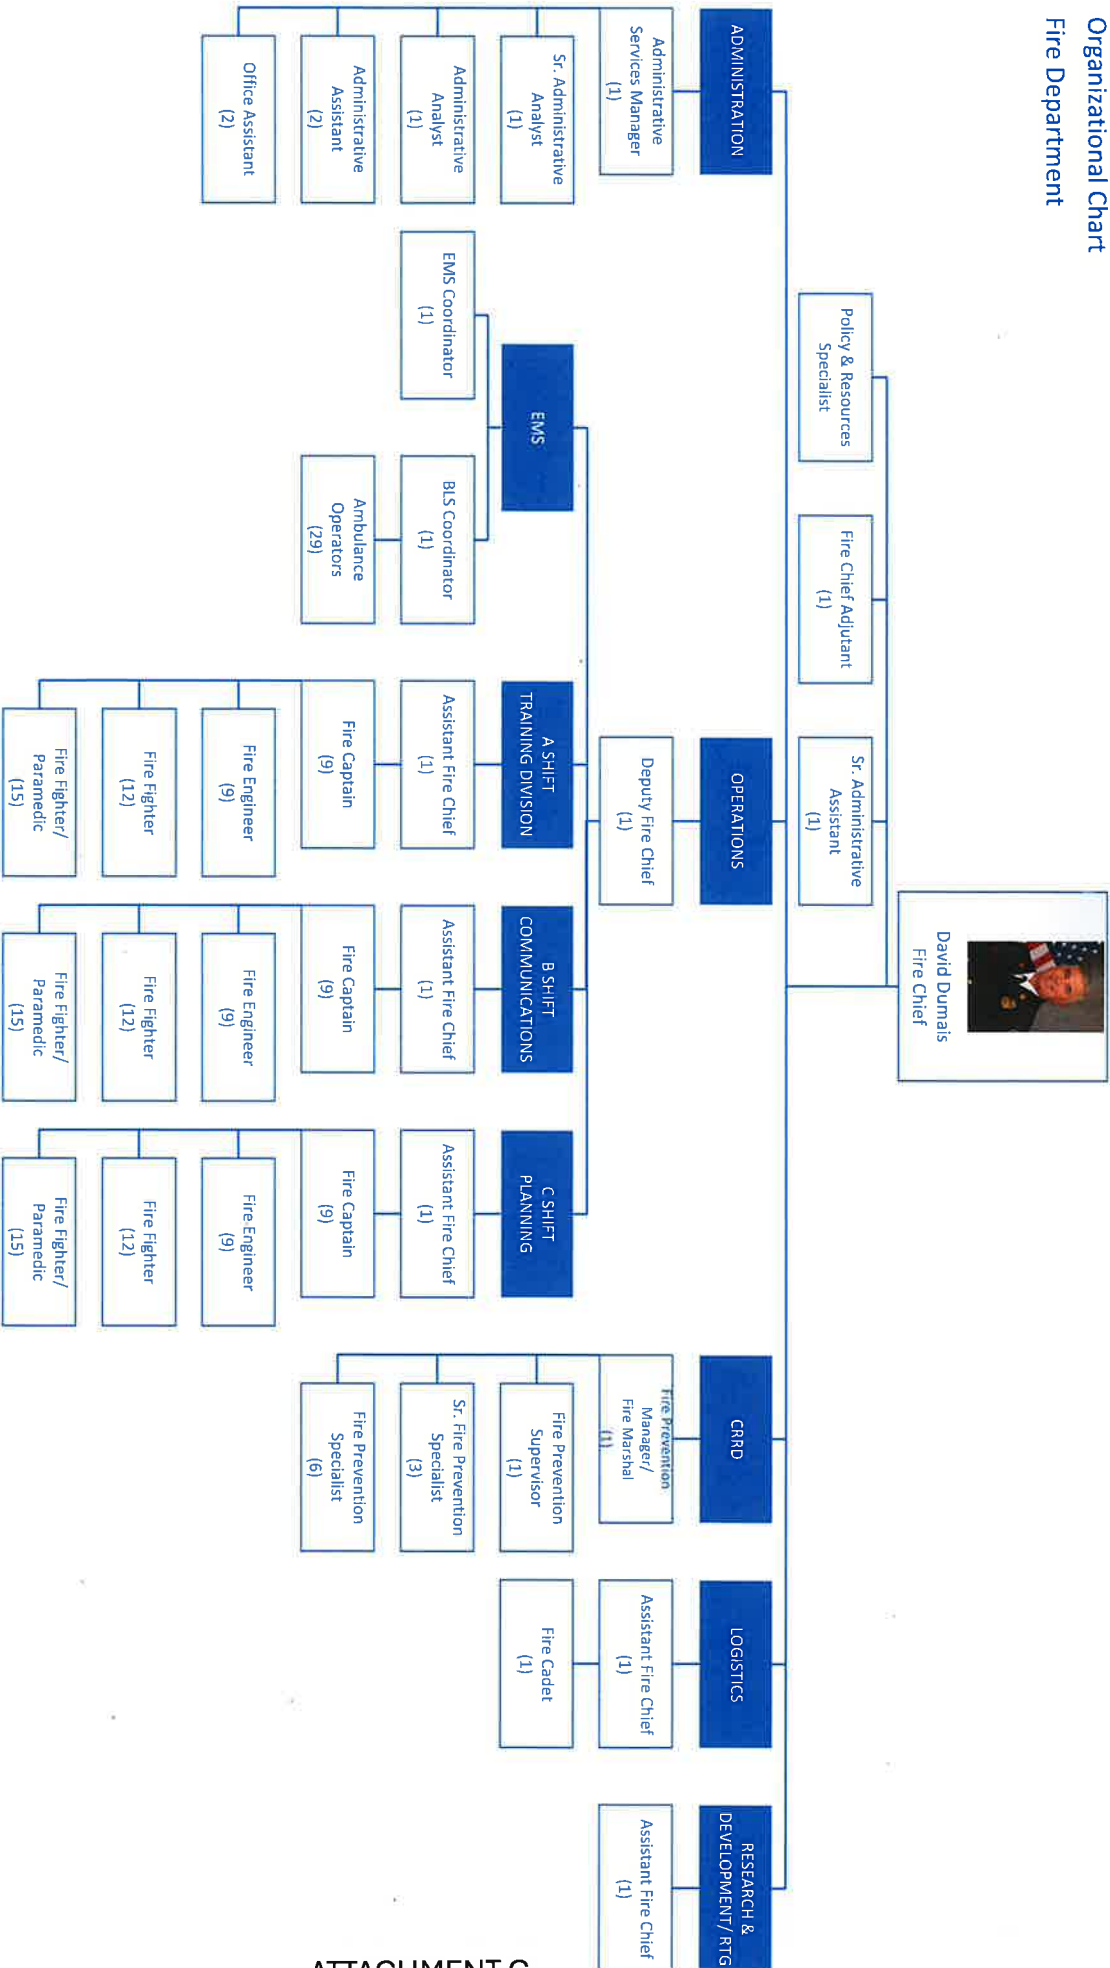 Organizational Chart
Fire Department
David Dumais
Fire Chief
Policy & Resources
Specialist
Fire Chief Adjutant
(1)
Sr. Administrative
Assistant
(1)
ADMINISTRATION
Administrative
Services Manager
(1)
Sr. Administrative
Analyst
(1)
Administrative
Analyst
(1)
Administrative
Assistant
(2)
Office Assistant
(2)
OPERATIONS
Deputy Fire Chief
(1)
EMS
EMS Coordinator
(1)
BLS Coordinator
(1)
Ambulance
Operators
(29)
A SHIFT
TRAINING DIVISION
Assistant Fire Chief
(1)
Fire Captain
(9)
Fire Engineer
(9)
Fire Fighter
(12)
Fire Fighter/
Paramedic
(15)
B SHIFT
COMMUNICATIONS
Assistant Fire Chief
(1)
Fire Captain
(9)
Fire Engineer
(9)
Fire Fighter
(12)
Fire Fighter/
Paramedic
(15)
C SHIFT
PLANNING
Assistant Fire Chief
(1)
Fire Captain
(9)
Fire Engineer
(9)
Fire Fighter
(12)
Fire Fighter/
Paramedic
(15)
CRRD
Fire Prevention
Manager/
Fire Marshal
(1)
Fire Prevention
Supervisor
(1)
Sr. Fire Prevention
Specialist
(3)
Fire Prevention
Specialist
(6)
LOGISTICS
Assistant Fire Chief
(1)
Fire Cadet
(1)
RESEARCH &
DEVELOPMENT/ RTG
Assistant Fire Chief
(1)
ATTACHMENT C